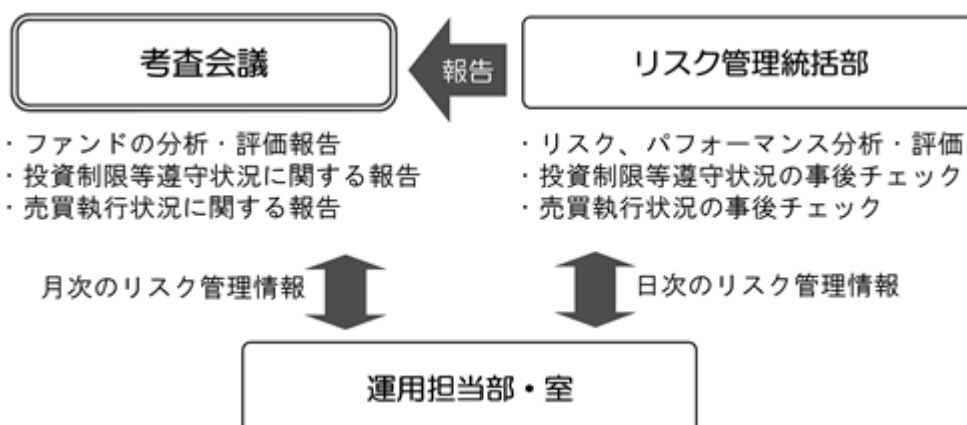 考査会議
報告
リスク管理統括部
・ファンドの分析・評価報告
・投資制限等遵守状況に関する報告
・売買執行状況に関する報告
・リスク、パフォーマンス分析・評価
・投資制限等遵守状況の事後チェック
・売買執行状況の事後チェック
月次のリスク管理情報
日次のリスク管理情報
運用担当部・室